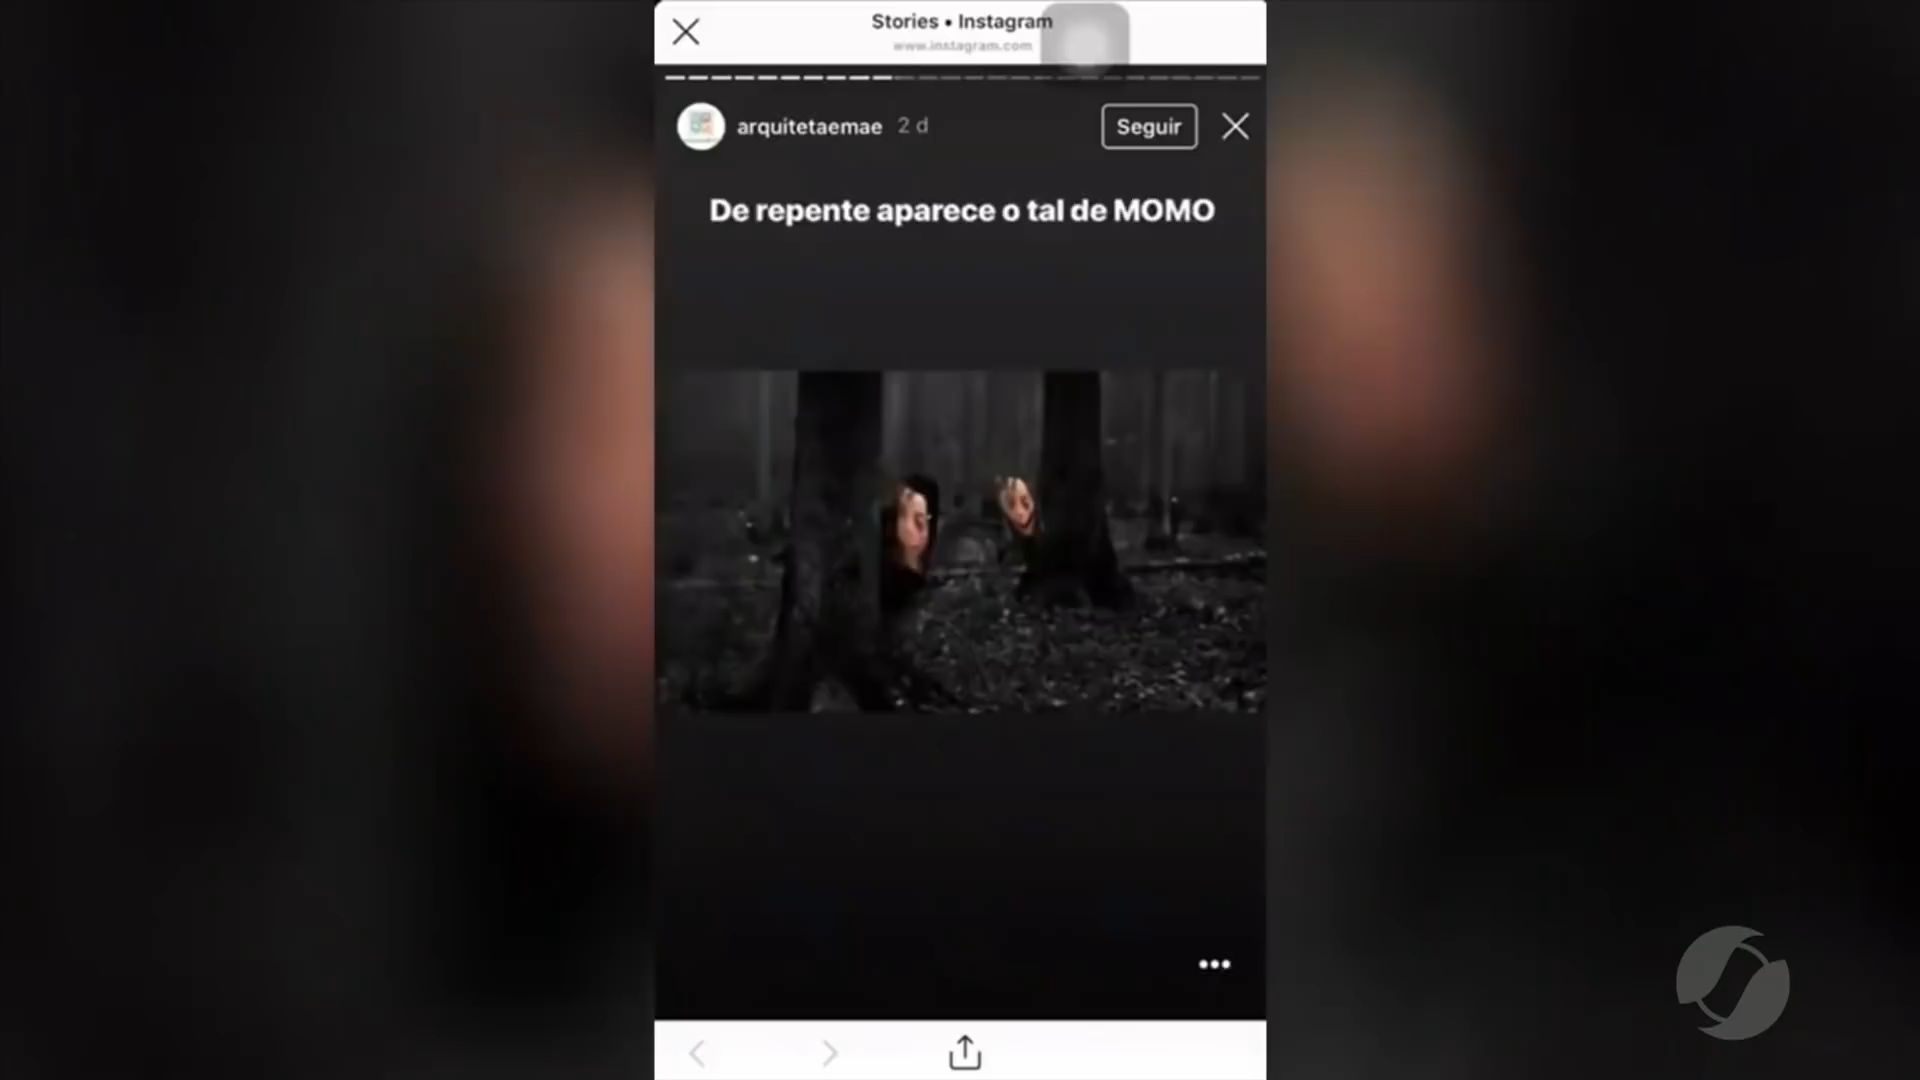 Stories • Instagram
www.instagram.com
arquitetaemae 2 d
Seguir
De repente aparece o tal de MOMO